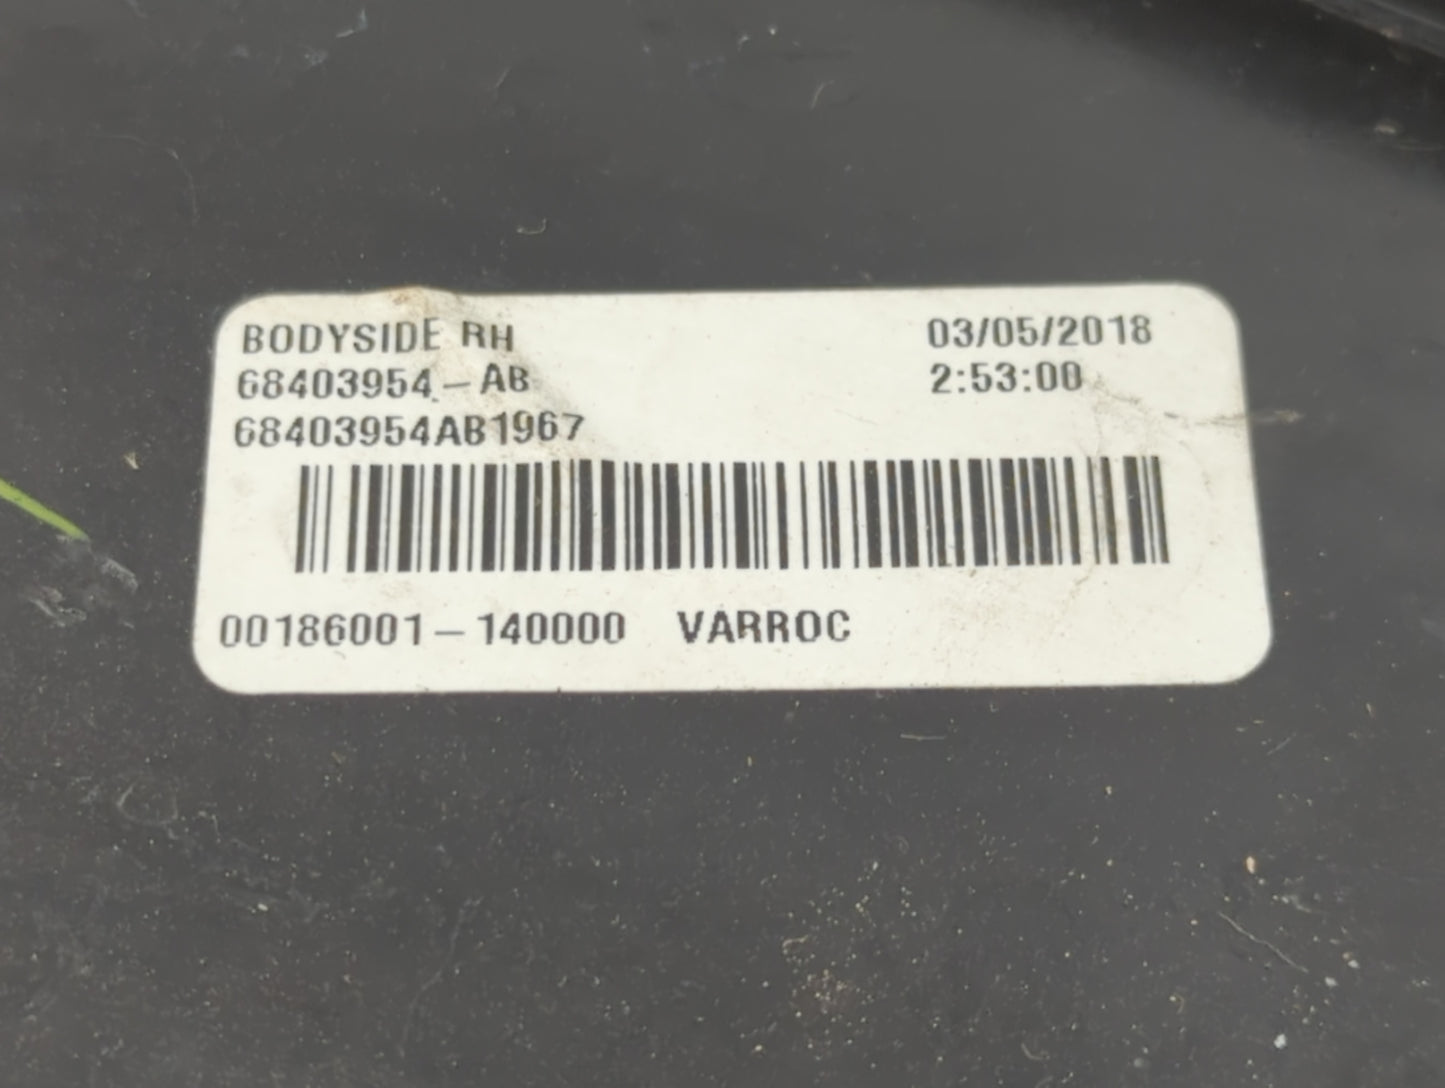 BODYSIDE RH 03/05/2018
68403954-AB 2:53:00
68403954AB1967
00186001-140000 VARROC